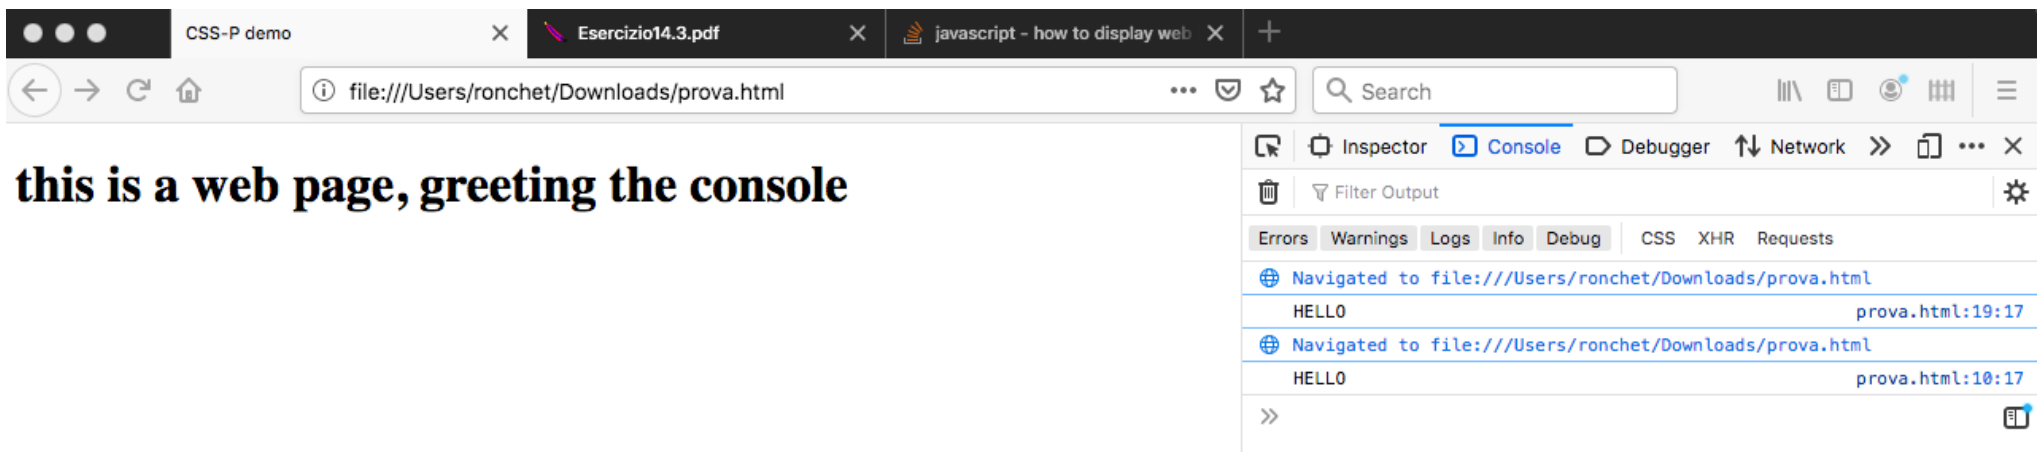 CSS-P demo
Esercizio14.3.pdf
javascript - how to display web
file:///Users/ronchet/Downloads/prova.html
Search
this is a web page, greeting the console
Inspector Console Debugger Network
Filter Output
Errors Warnings Logs Info Debug CSS XHR Requests
Navigated to file:///Users/ronchet/Downloads/prova.html
HELLO prova.html:19:17
Navigated to file:///Users/ronchet/Downloads/prova.html
HELLO prova.html:10:17